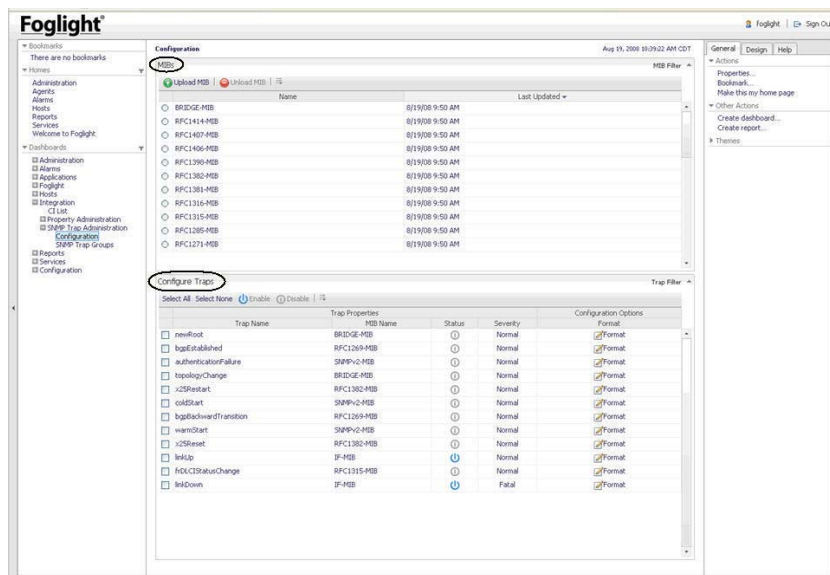 Foglight
foglight | Sign Ou
Bookmarks
There are no bookmarks
Homes
Administration
Agents
Alarms
Hosts
Reports
Services
Welcome to Foglight
Dashboards
Administration
Alarms
Applications
Foglight
Hosts
Integration
CI List
Property Administration
SNMP Trap Administration
Configuration
SNMP Trap Groups
Reports
Services
Configuration
Configuration Aug 19, 2008 10:39:22 AM CDT
MIBs MIB Filter
Upload MIB | Unload MIB |
Name Last Updated
BRIDGE-MIB 8/19/08 9:50 AM
RFC1414-MIB 8/19/08 9:50 AM
RFC1407-MIB 8/19/08 9:50 AM
RFC1406-MIB 8/19/08 9:50 AM
RFC1390-MIB 8/19/08 9:50 AM
RFC1382-MIB 8/19/08 9:50 AM
RFC1381-MIB 8/19/08 9:50 AM
RFC1316-MIB 8/19/08 9:50 AM
RFC1315-MIB 8/19/08 9:50 AM
RFC1285-MIB 8/19/08 9:50 AM
RFC1271-MIB 8/19/08 9:50 AM
Configure Traps Trap Filter
Select All Select None Enable Disable |
Trap Properties Configuration Options
Trap Name MIB Name Status Severity Format
newRoot BRIDGE-MIB Normal Format
bgpEstablished RFC1269-MIB Normal Format
authenticationFailure SNMPv2-MIB Normal Format
topologyChange BRIDGE-MIB Normal Format
x25Restart RFC1382-MIB Normal Format
coldStart SNMPv2-MIB Normal Format
bgpBackwardTransition RFC1269-MIB Normal Format
warmStart SNMPv2-MIB Normal Format
x25Reset RFC1382-MIB Normal Format
linkUp IF-MIB Normal Format
frDLCIStatusChange RFC1315-MIB Normal Format
linkDown IF-MIB Fatal Format
General Design Help
Actions
Properties...
Bookmark...
Make this my home page
Other Actions
Create dashboard...
Create report...
Themes